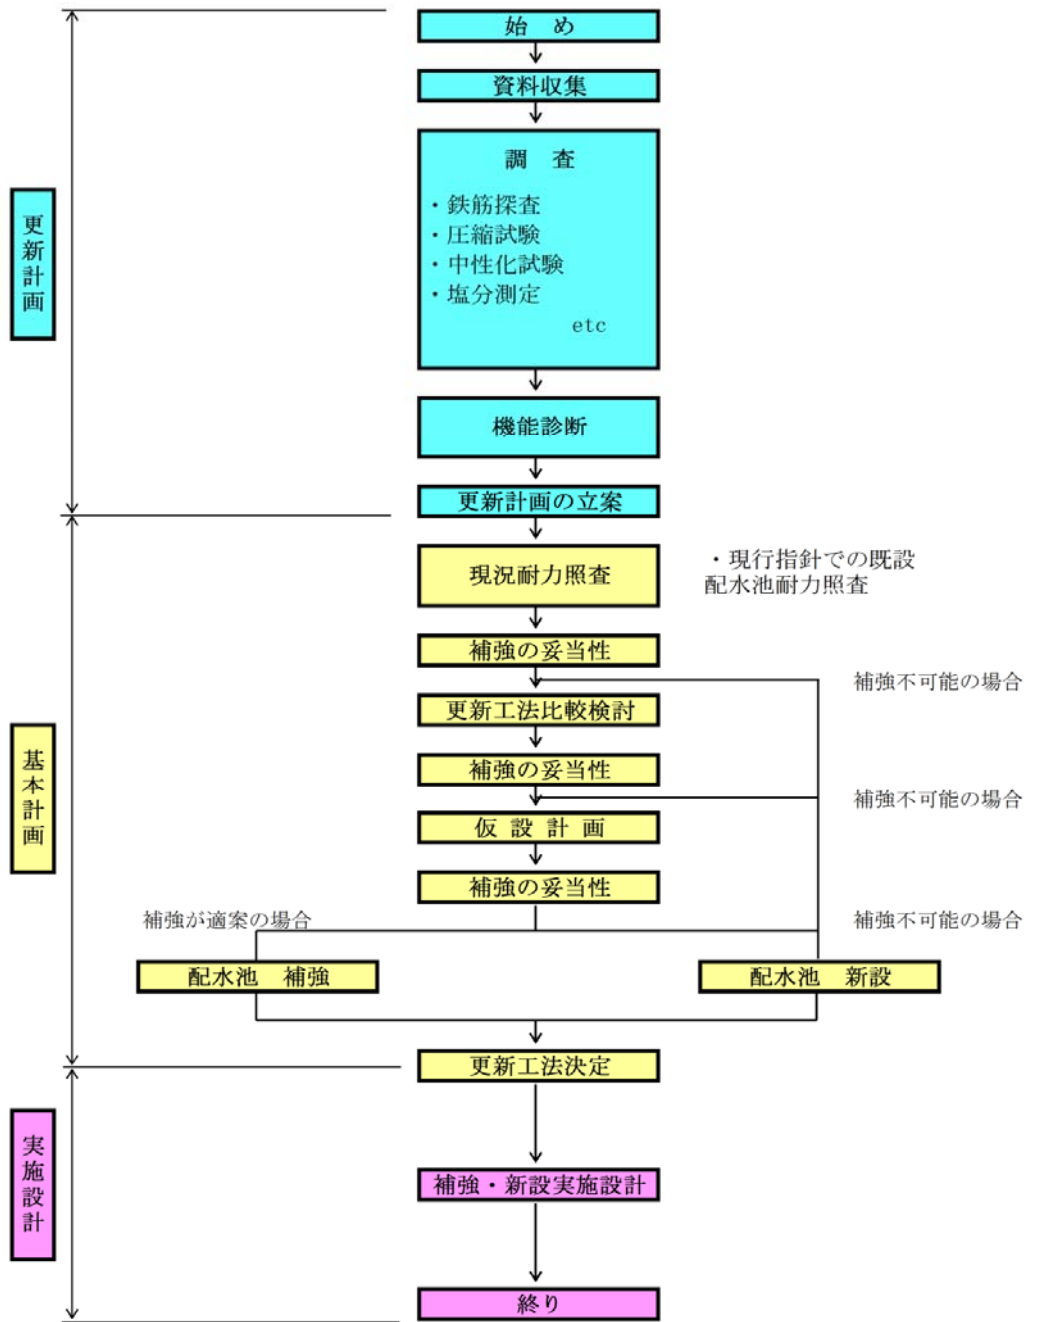 始　め
資料収集
調　査
・鉄筋探査
・圧縮試験
・中性化試験
・塩分測定
etc
更新計画
機能診断
更新計画の立案
現況耐力照査
・現行指針での既設
配水池耐力照査
補強の妥当性
補強不可能の場合
更新工法比較検討
基本計画
補強の妥当性
補強不可能の場合
仮 設 計 画
補強の妥当性
補強が適案の場合
補強不可能の場合
配水池　補強
配水池　新設
更新工法決定
実施設計
補強・新設実施設計
終り